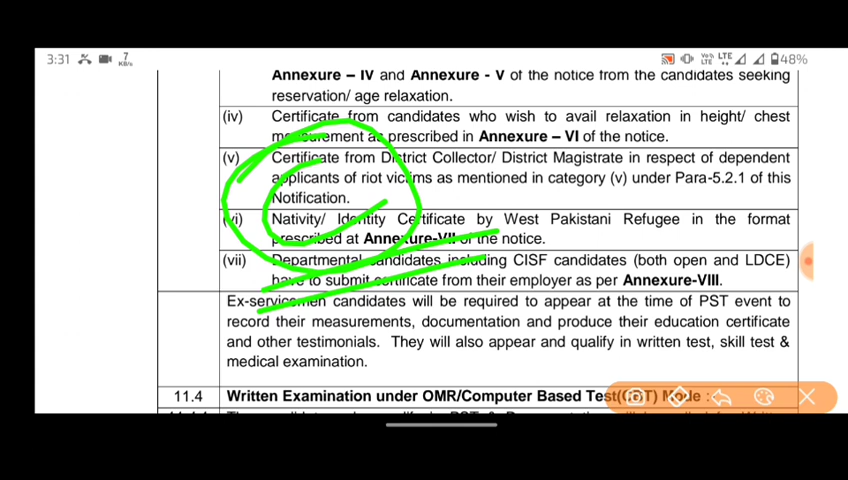 3:31 7 KB/s VoD LTE LTE 48%
Annexure – IV and Annexure - V of the notice from the candidates seeking
reservation/ age relaxation.
(iv) Certificate from candidates who wish to avail relaxation in height/ chest
measurement as prescribed in Annexure – VI of the notice.
(v) Certificate from District Collector/ District Magistrate in respect of dependent
applicants of riot victims as mentioned in category (v) under Para-5.2.1 of this
Notification.
(vi) Nativity/ Identity Certificate by West Pakistani Refugee in the format
prescribed at Annexure-VII of the notice.
(vii) Departmental candidates including CISF candidates (both open and LDCE)
have to submit certificate from their employer as per Annexure-VIII.
Ex-servicemen candidates will be required to appear at the time of PST event to
record their measurements, documentation and produce their education certificate
and other testimonials. They will also appear and qualify in written test, skill test &
medical examination.
11.4 Written Examination under OMR/Computer Based Test(CBT) Mode :